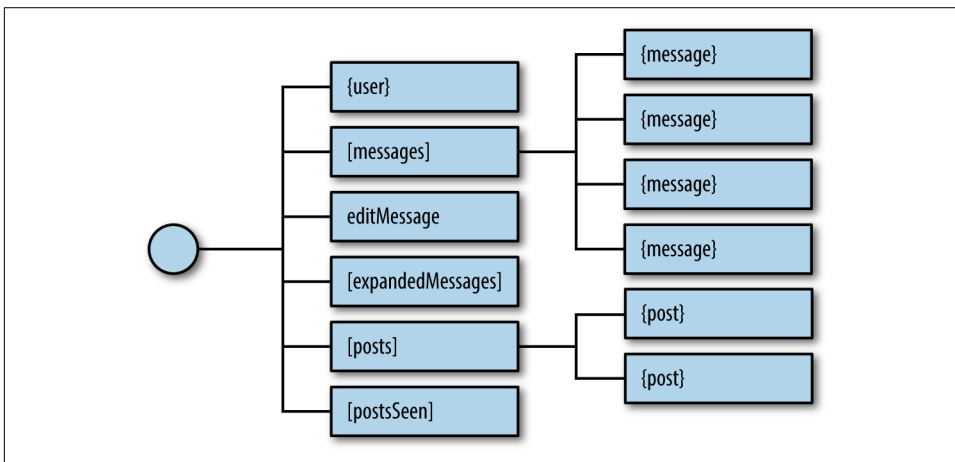 {user}
[messages]
editMessage
[expandedMessages]
[posts]
[postsSeen]
{message}
{message}
{message}
{message}
{post}
{post}